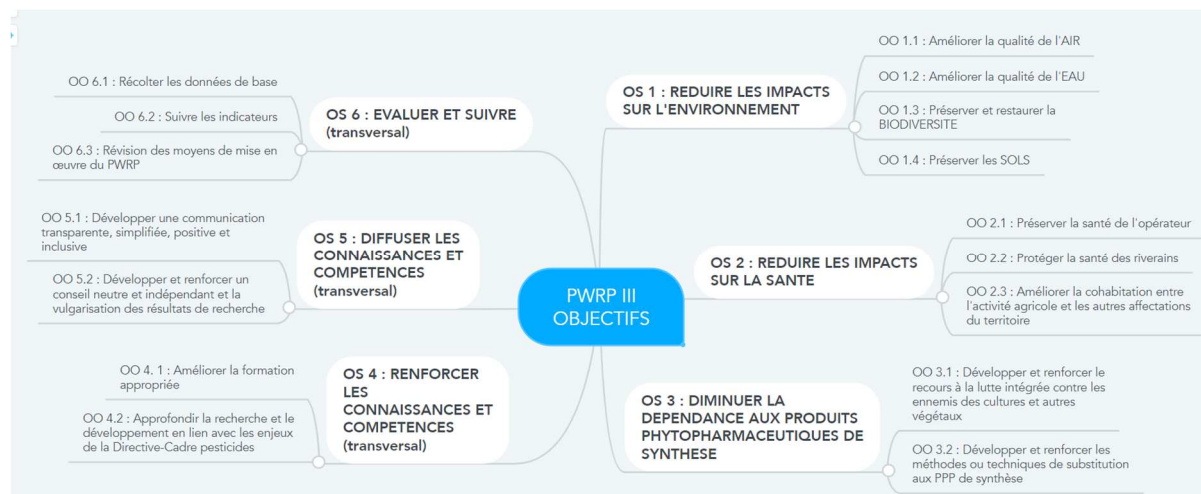 PWRP III
OBJECTIFS
OS 1 : REDUIRE LES IMPACTS
SUR L'ENVIRONNEMENT
OO 1.1 : Améliorer la qualité de l'AIR
OO 1.2 : Améliorer la qualité de l'EAU
OO 1.3 : Préserver et restaurer la
BIODIVERSITE
OO 1.4 : Préserver les SOLS
OS 2 : REDUIRE LES IMPACTS
SUR LA SANTE
OO 2.1 : Préserver la santé de l'opérateur
OO 2.2 : Protéger la santé des riverains
OO 2.3 : Améliorer la cohabitation entre
l'activité agricole et les autres affectations
du territoire
OS 3 : DIMINUER LA
DEPENDANCE AUX PRODUITS
PHYTOPHARMACEUTIQUES DE
SYNTHESE
OO 3.1 : Développer et renforcer le
recours à la lutte intégrée contre les
ennemis des cultures et autres
végétaux
OO 3.2 : Développer et renforcer les
méthodes ou techniques de substitution
aux PPP de synthèse
OS 4 : RENFORCER
LES
CONNAISSANCES ET
COMPETENCES
(transversal)
OO 4. 1 : Améliorer la formation
appropriée
OO 4.2 : Approfondir la recherche et le
développement en lien avec les enjeux
de la Directive-Cadre pesticides
OS 5 : DIFFUSER LES
CONNAISSANCES ET
COMPETENCES
(transversal)
OO 5.1 : Développer une communication
transparente, simplifiée, positive et
inclusive
OO 5.2 : Développer et renforcer un
conseil neutre et indépendant et la
vulgarisation des résultats de recherche
OS 6 : EVALUER ET SUIVRE
(transversal)
OO 6.1 : Récolter les données de base
OO 6.2 : Suivre les indicateurs
OO 6.3 : Révision des moyens de mise en
œuvre du PWRP